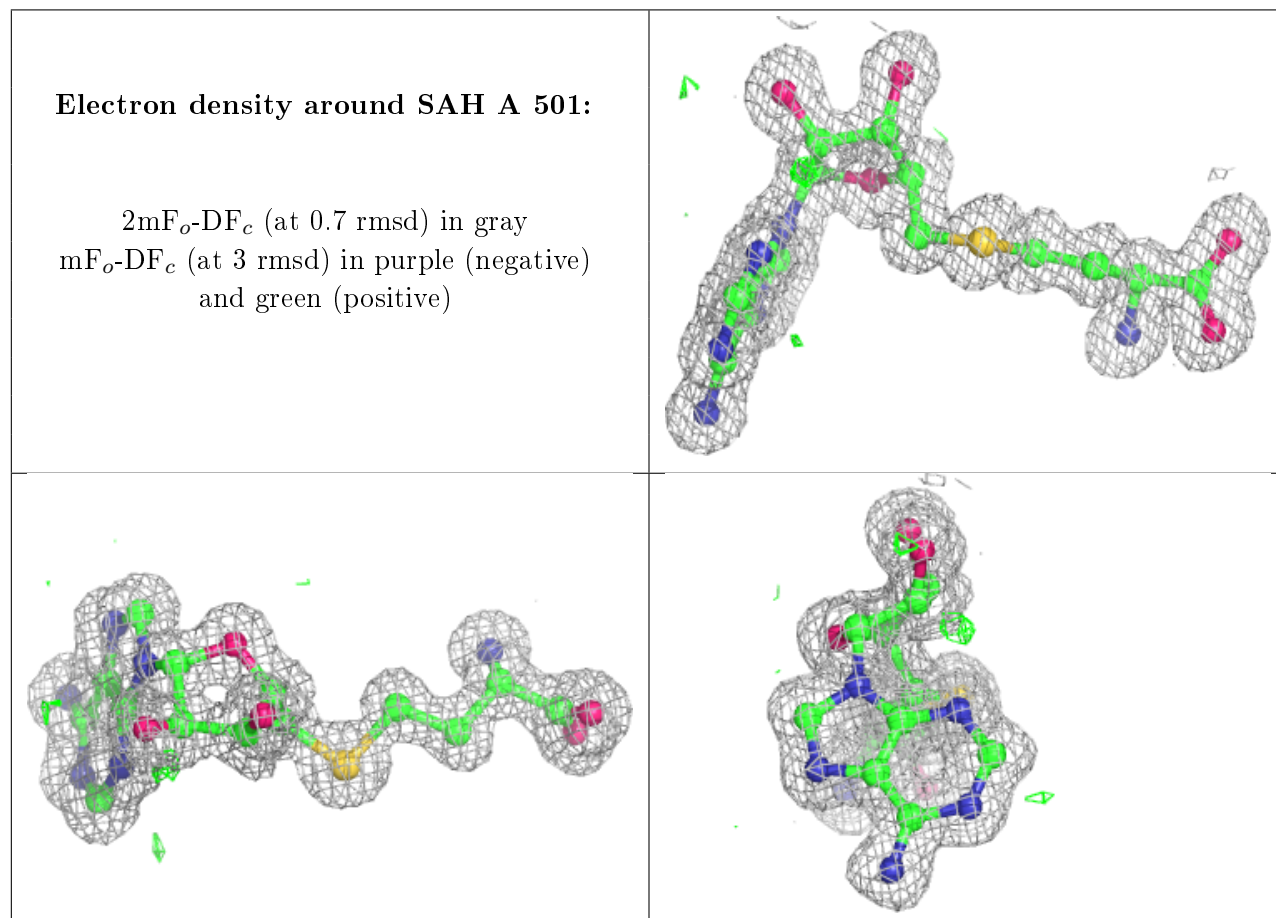 Electron density around SAH A 501:
2mFo-DFc (at 0.7 rmsd) in gray
mFo-DFc (at 3 rmsd) in purple (negative)
and green (positive)